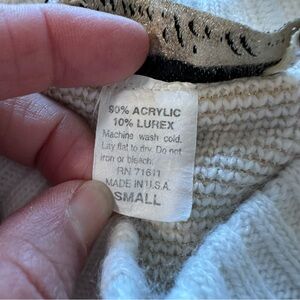 90% ACRYLIC
10% LUREX
Machine wash cold.
Lay flat to dry. Do not
iron or bleach.
RN 71611
MADE IN U.S.A.
SMALL